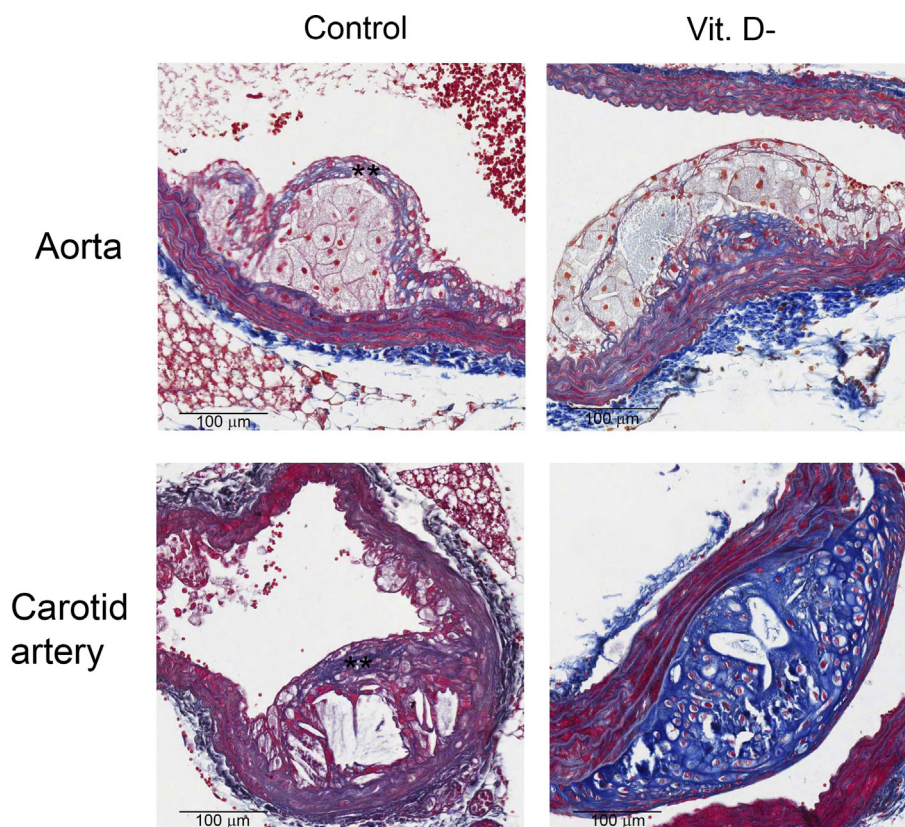 Control
Vit. D-
Aorta
**
100 μm
100 μm
Carotid
artery
**
100 μm
100 μm